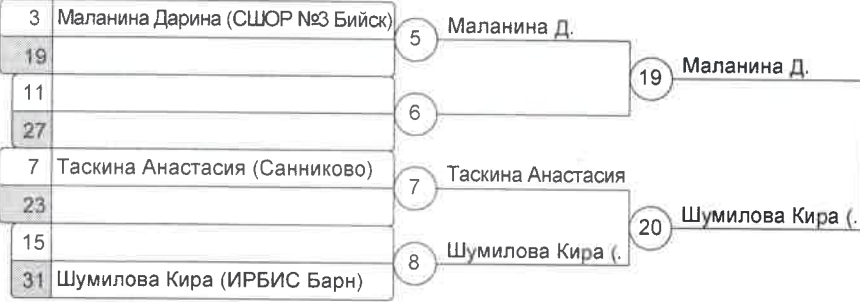 3 Маланина Дарина (СШОР №3 Бийск)
19
5 Маланина Д.
19 Маланина Д.
11
27
6
7 Таскина Анастасия (Санниково)
23
7 Таскина Анастасия
20 Шумилова Кира (.
15
31 Шумилова Кира (ИРБИС Барн)
8 Шумилова Кира (.